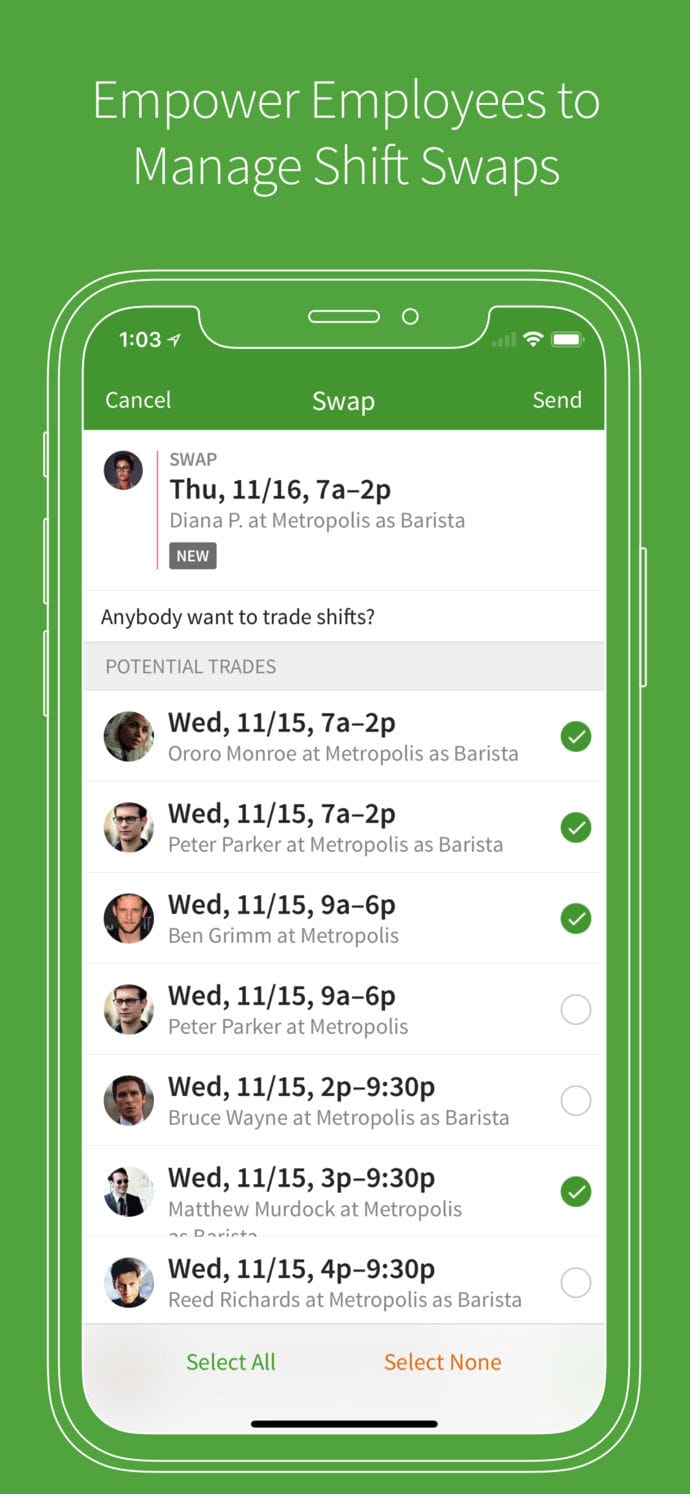 Empower Employees to
Manage Shift Swaps
1:03
Cancel
Swap
Send
SWAP
Thu, 11/16, 7a–2p
Diana P. at Metropolis as Barista
NEW
Anybody want to trade shifts?
POTENTIAL TRADES
Wed, 11/15, 7a–2p
Ororo Monroe at Metropolis as Barista
Wed, 11/15, 7a–2p
Peter Parker at Metropolis as Barista
Wed, 11/15, 9a–6p
Ben Grimm at Metropolis
Wed, 11/15, 9a–6p
Peter Parker at Metropolis
Wed, 11/15, 2p–9:30p
Bruce Wayne at Metropolis as Barista
Wed, 11/15, 3p–9:30p
Matthew Murdock at Metropolis
as Barista
Wed, 11/15, 4p–9:30p
Reed Richards at Metropolis as Barista
Select All
Select None